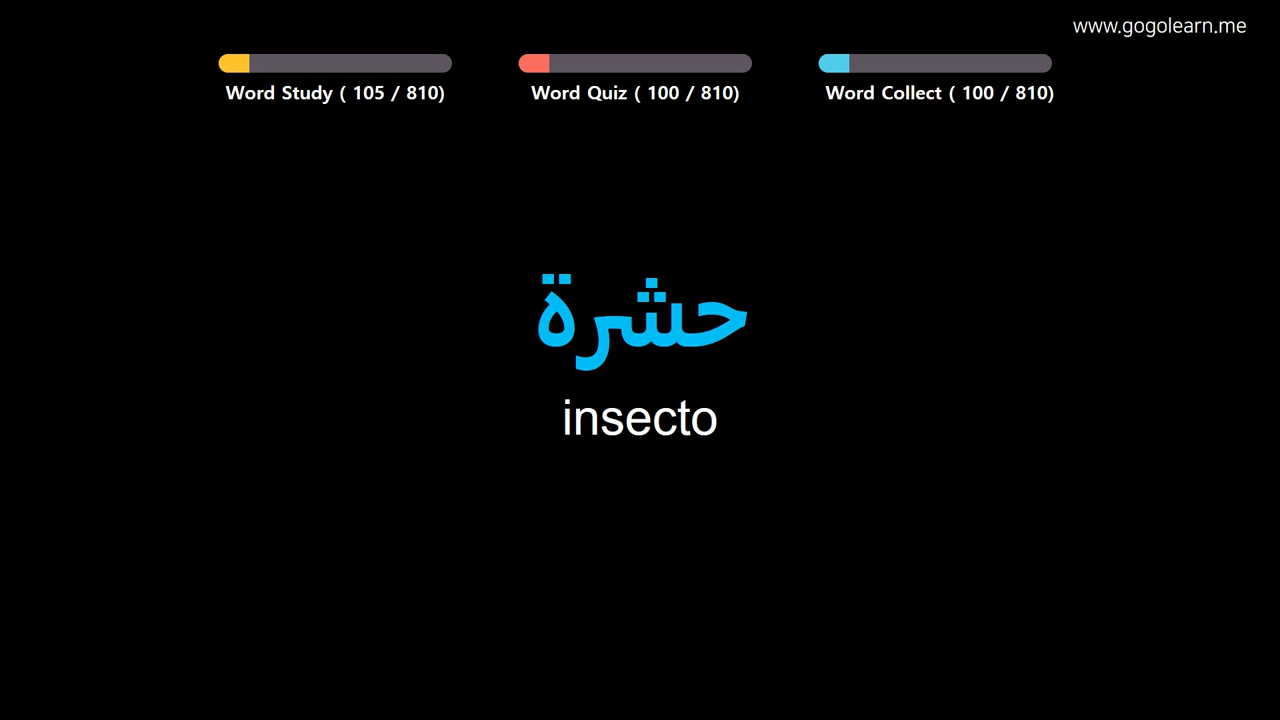 www.gogolearn.me
Word Study ( 105 / 810)
Word Quiz ( 100 / 810)
Word Collect ( 100 / 810)
حشرة
insecto